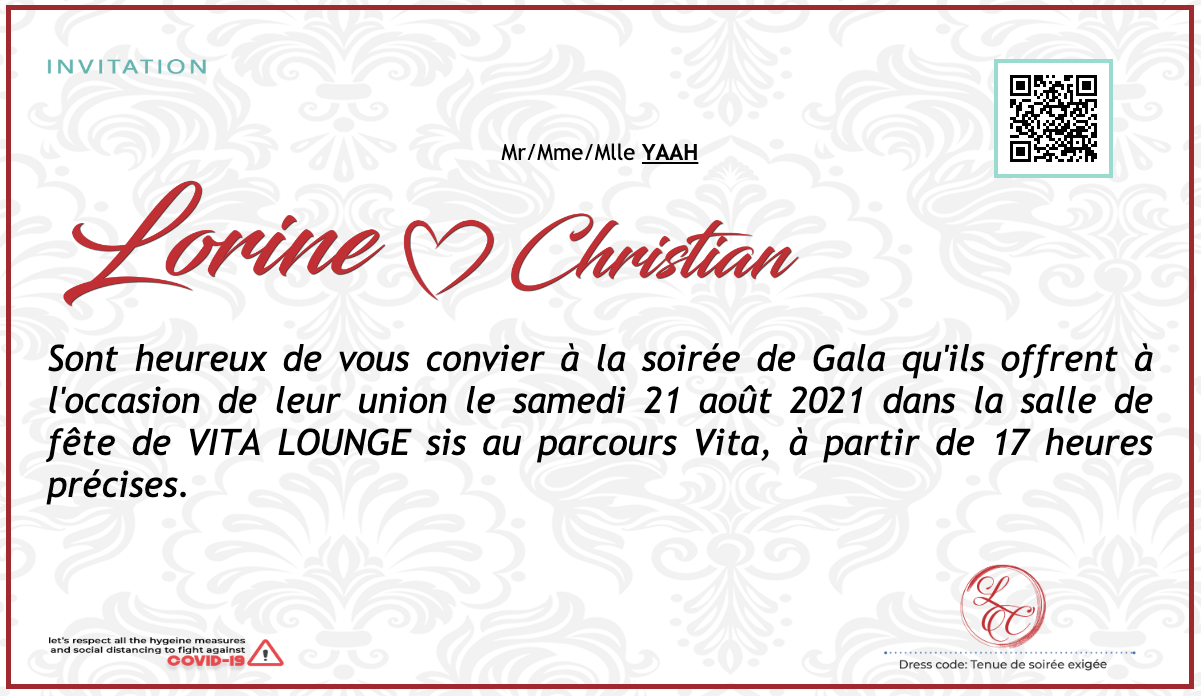 INVITATION
Mr/Mme/Mlle YAAH
Lorine Christian
Sont heureux de vous convier à la soirée de Gala qu'ils offrent à
l'occasion de leur union le samedi 21 août 2021 dans la salle de
fête de VITA LOUNGE sis au parcours Vita, à partir de 17 heures
précises.
let's respect all the hygeine measures
and social distancing to fight against
COVID-19
LC
Dress code: Tenue de soirée exigée